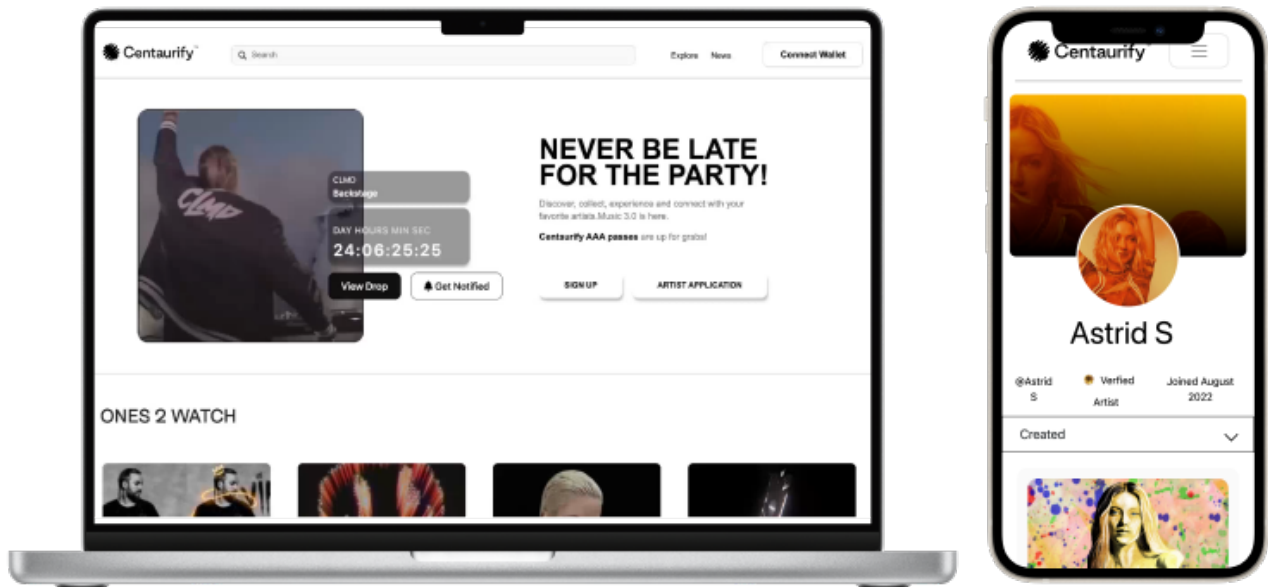 Centaurify™
Search
Explore News
Connect Wallet
CLMD
CLMD
Backstage
DAY HOURS MIN SEC
24:06:25:25
View Drop
Get Notified
NEVER BE LATE
FOR THE PARTY!
Discover, collect, experience and connect with your
favorite artists.Music 3.0 is here.
Centaurify AAA passes are up for grabs!
SIGN UP
ARTIST APPLICATION
ONES 2 WATCH
Centaurify
Astrid S
@Astrid
S
Verfied
Artist
Joined August
2022
Created